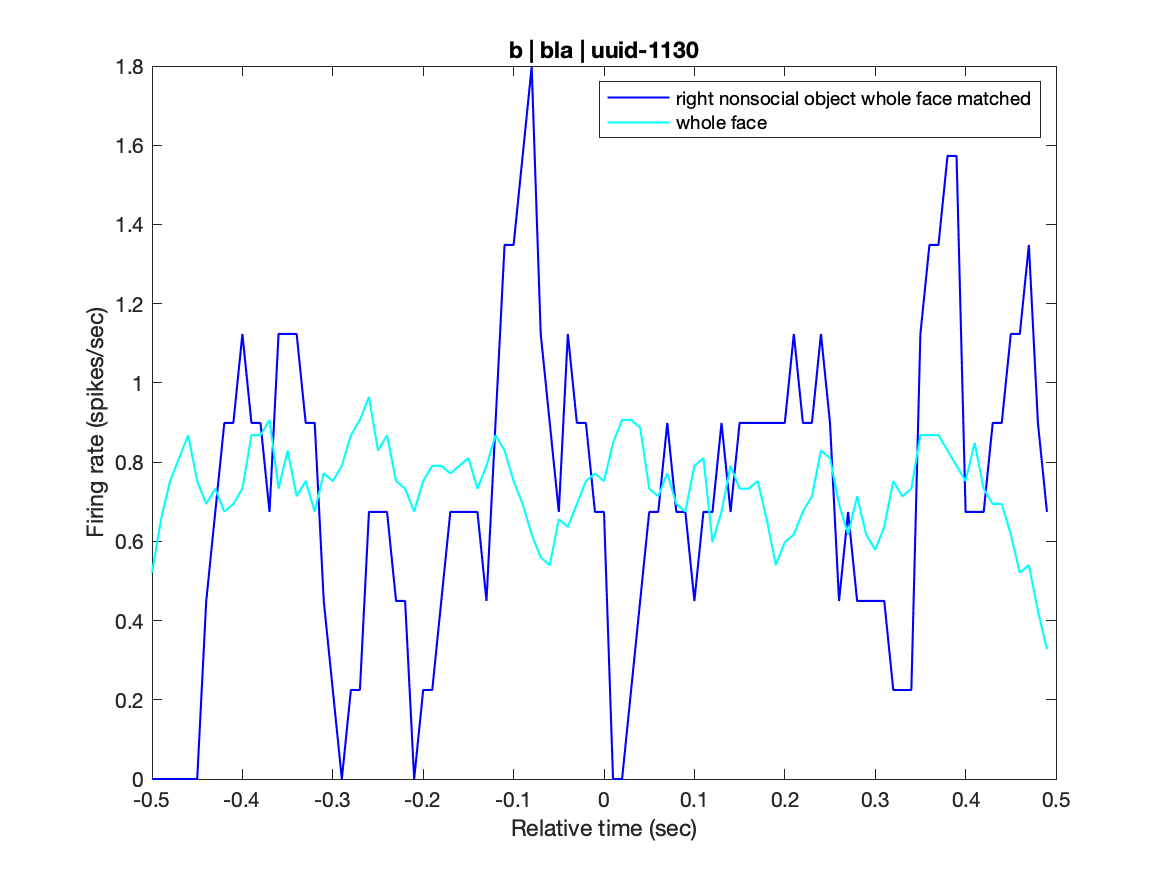 b | bla | uuid-1130
right nonsocial object whole face matched
whole face
Firing rate (spikes/sec)
1.8
1.6
1.4
1.2
1
0.8
0.6
0.4
0.2
0
-0.5 -0.4 -0.3 -0.2 -0.1 0 0.1 0.2 0.3 0.4 0.5
Relative time (sec)